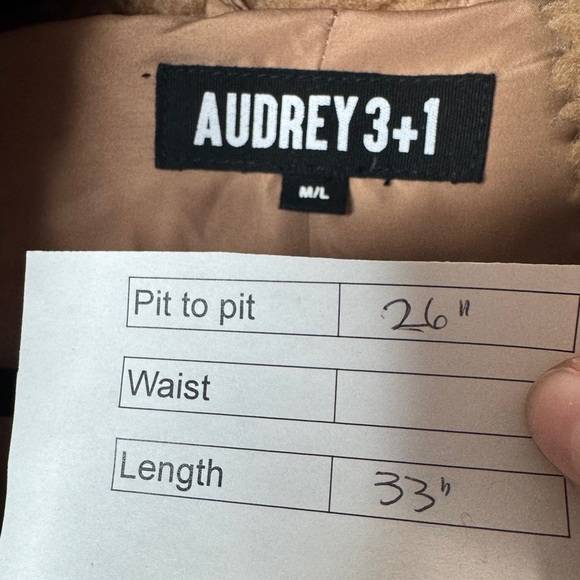 AUDREY 3+1
M/L
Pit to pit 26"
Waist
Length 33"